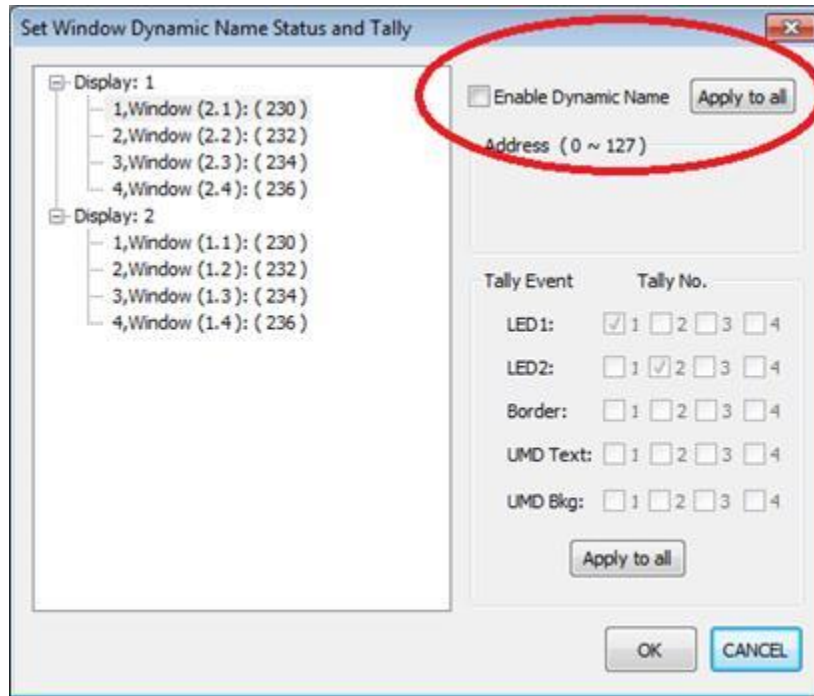 Set Window Dynamic Name Status and Tally
Display: 1
1,Window (2.1): ( 230 )
2,Window (2.2): ( 232 )
3,Window (2.3): ( 234 )
4,Window (2.4): ( 236 )
Display: 2
1,Window (1.1): ( 230 )
2,Window (1.2): ( 232 )
3,Window (1.3): ( 234 )
4,Window (1.4): ( 236 )
Enable Dynamic Name Apply to all
Address ( 0 ~ 127 )
Tally Event Tally No.
LED1: 1 2 3 4
LED2: 1 2 3 4
Border: 1 2 3 4
UMD Text: 1 2 3 4
UMD Bkg: 1 2 3 4
Apply to all
OK CANCEL